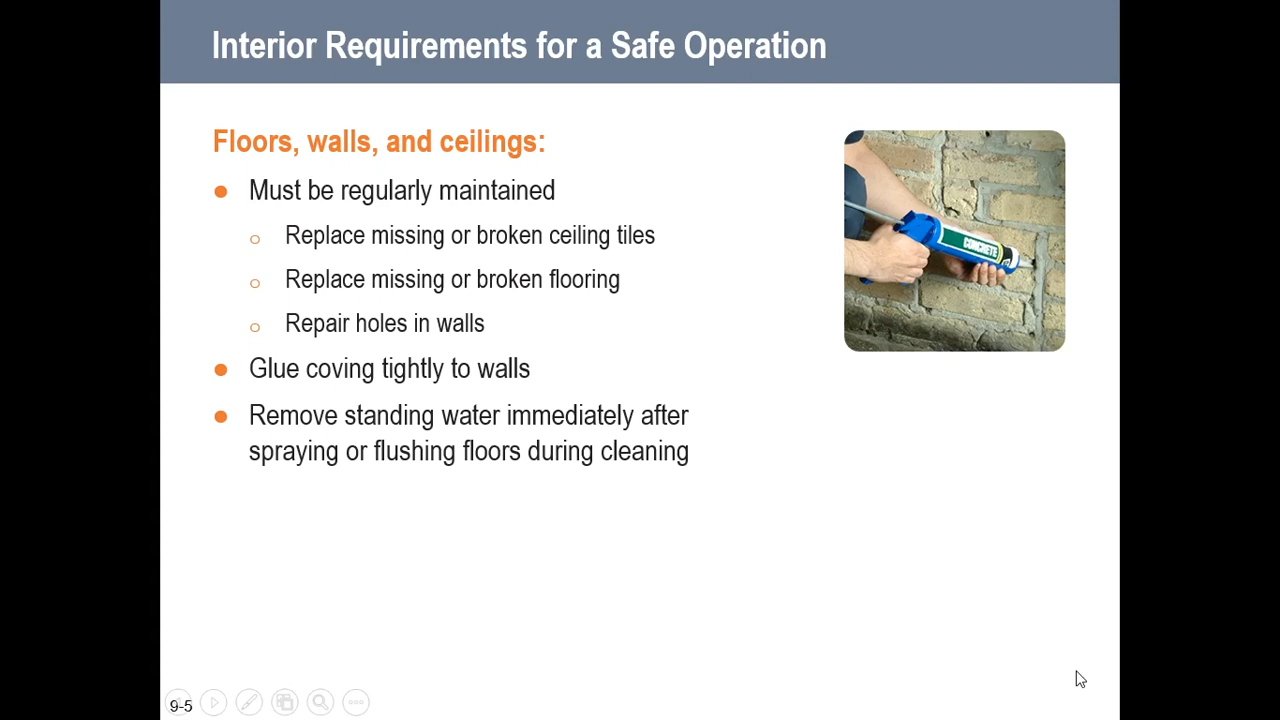 Interior Requirements for a Safe Operation
Floors, walls, and ceilings:
Must be regularly maintained
Replace missing or broken ceiling tiles
Replace missing or broken flooring
Repair holes in walls
Glue coving tightly to walls
Remove standing water immediately after
spraying or flushing floors during cleaning
CONCRETE
9-5